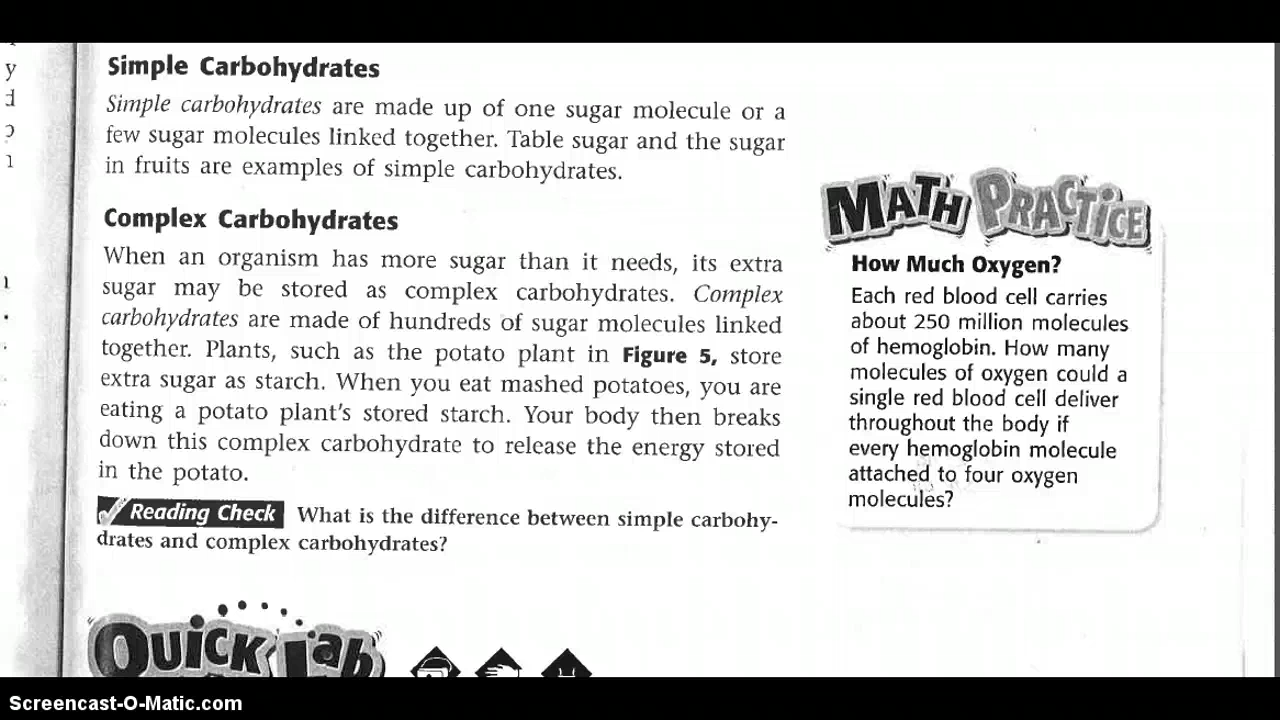 Simple Carbohydrates
Simple carbohydrates are made up of one sugar molecule or a
few sugar molecules linked together. Table sugar and the sugar
in fruits are examples of simple carbohydrates.
Complex Carbohydrates
When an organism has more sugar than it needs, its extra
sugar may be stored as complex carbohydrates. Complex
carbohydrates are made of hundreds of sugar molecules linked
together. Plants, such as the potato plant in Figure 5, store
extra sugar as starch. When you eat mashed potatoes, you are
eating a potato plant's stored starch. Your body then breaks
down this complex carbohydrate to release the energy stored
in the potato.
Reading Check What is the difference between simple carbohy-
drates and complex carbohydrates?
MATH PRACTICE
How Much Oxygen?
Each red blood cell carries
about 250 million molecules
of hemoglobin. How many
molecules of oxygen could a
single red blood cell deliver
throughout the body if
every hemoglobin molecule
attached to four oxygen
molecules?
Quick Lab
Screencast-O-Matic.com